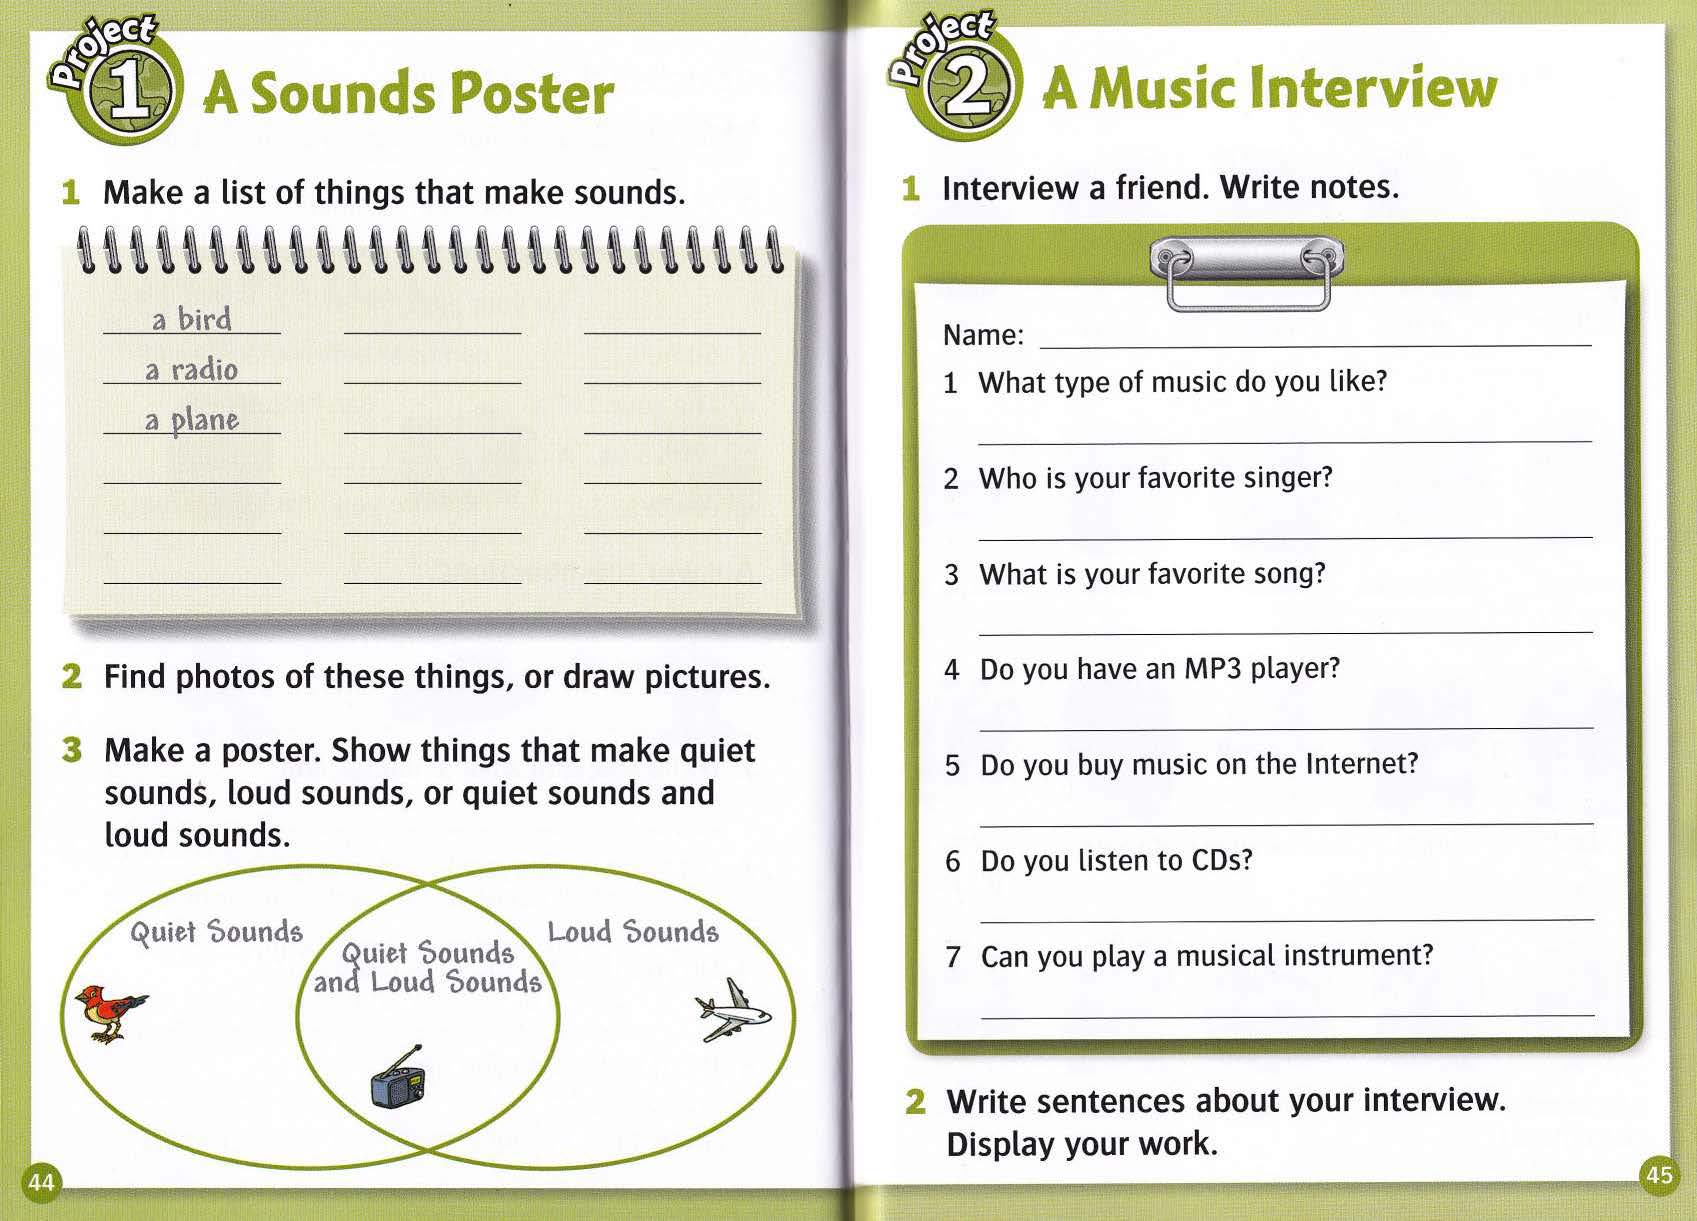 Project
1
A Sounds Poster
1 Make a list of things that make sounds.
a bird
a radio
a plane
2 Find photos of these things, or draw pictures.
3 Make a poster. Show things that make quiet
sounds, loud sounds, or quiet sounds and
loud sounds.
Quiet Sounds
Quiet Sounds
and Loud Sounds
Loud Sounds
44
Project
2
A Music Interview
1 Interview a friend. Write notes.
Name:
1 What type of music do you like?
2 Who is your favorite singer?
3 What is your favorite song?
4 Do you have an MP3 player?
5 Do you buy music on the Internet?
6 Do you listen to CDs?
7 Can you play a musical instrument?
2 Write sentences about your interview.
Display your work.
45